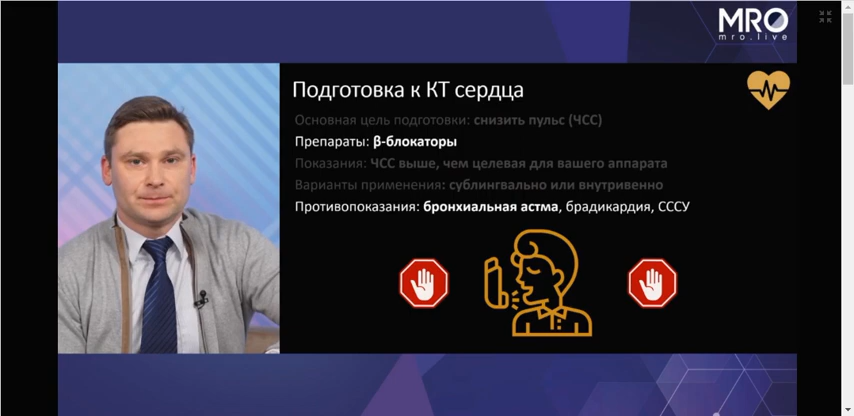 MRO
mro.live
Подготовка к КТ сердца
Основная цель подготовки: снизить пульс (ЧСС)
Препараты: β-блокаторы
Показания: ЧСС выше, чем целевая для вашего аппарата
Варианты применения: сублингвально или внутривенно
Противопоказания: бронхиальная астма, брадикардия, СССУ